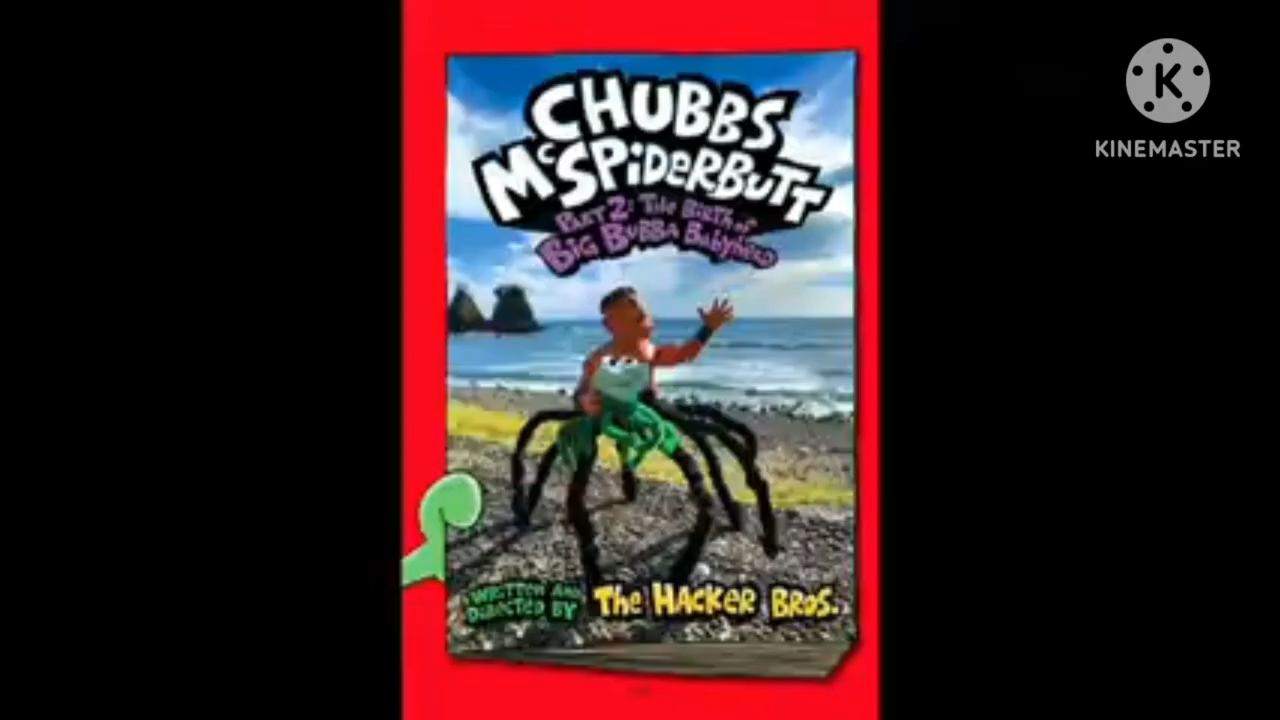 CHUBBS
McSPiDERBUTT
PART 2: THE BIRTH OF
BIG BUBBA BABYHEAD
WRITTEN AND
DIRECTED BY
The HACKER BROS.
KINEMASTER